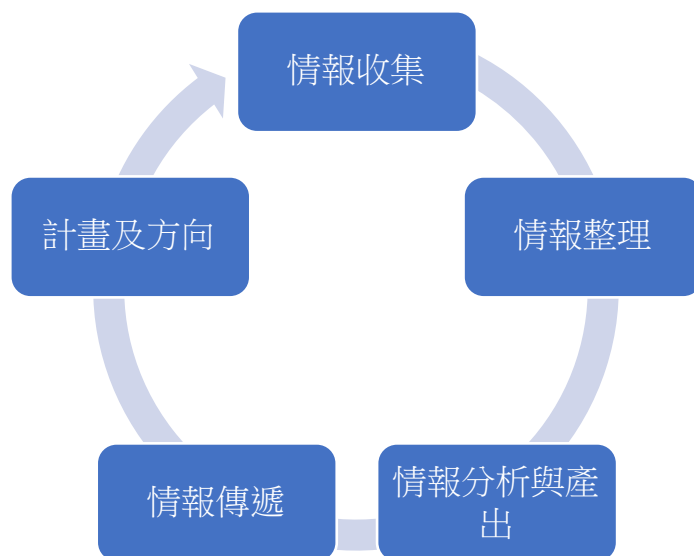 情報收集
計畫及方向
情報整理
情報傳遞
情報分析與產
出